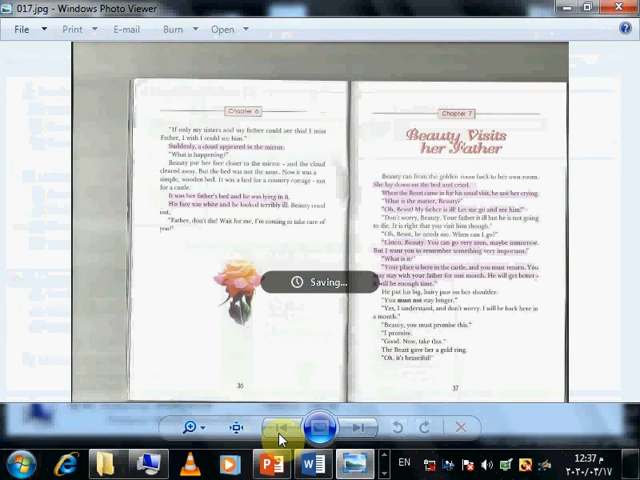 017.jpg - Windows Photo Viewer
File Print E-mail Burn Open
Chapter 6
"If only my sisters and my father could see this! I miss
Father, I wish I could see him."
Suddenly, a cloud appeared in the mirror.
"What is happening?"
Beauty put her face closer to the mirror - and the cloud
cleared away. But the bed was not the same. Now it was a
simple, wooden bed. It was a bed for a country cottage - not
for a castle.
It was her father's bed and he was lying in it.
His face was white and he looked terribly ill. Beauty cried
out,
"Father, don't die! Wait for me, I'm coming to take care of
you!"
36
Chapter 7
Beauty Visits
her Father
Beauty ran from the golden room back to her own room.
She lay down on the bed and cried.
When the Beast came in for his usual visit, he saw her crying.
"What is the matter, Beauty?"
"Oh, Beast! My father is ill! Let me go and see him!"
"Don't worry, Beauty. Your father is ill but he is not going
to die. It is right that you visit him though."
"Oh, Beast, he needs me. When can I go?"
"Listen, Beauty. You can go very soon, maybe tomorrow.
But I want you to remember something very important."
"What is it?"
"Your place is here in the castle, and you must return. You
may stay with your father for one month. He will get better -
it will be enough time."
He put his big, hairy paw on her shoulder.
"You must not stay longer."
"Yes, I understand, and don't worry. I will be back here in
a month."
"Beauty, you must promise this."
"I promise.
"Good. Now, take this."
The Beast gave her a gold ring.
"Oh, it's beautiful!"
37
Saving...
EN
12:37 م
٢٠٢٠/٠٣/١٧